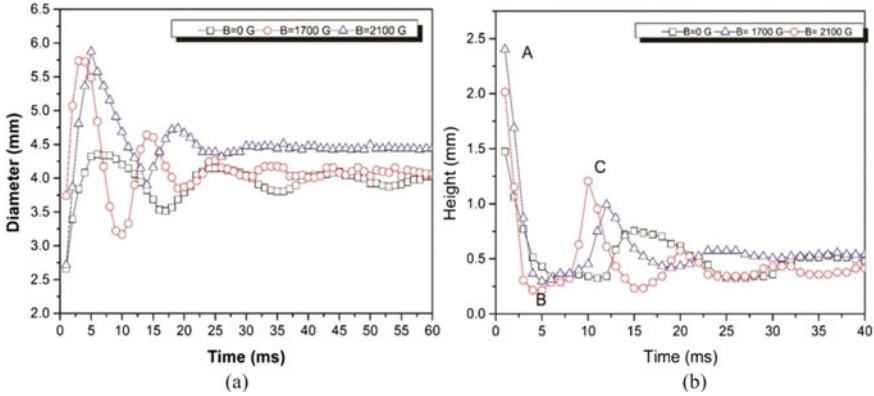 B=0 G B=1700 G B=2100 G
6.5
6.0
5.5
5.0
4.5
4.0
3.5
3.0
2.5
2.0
Diameter (mm)
0 5 10 15 20 25 30 35 40 45 50 55 60
Time (ms)
(a)
B=0 G B= 1700 G B= 2100 G
2.5
2.0
1.5
1.0
0.5
0.0
Height (mm)
A
C
B
0 5 10 15 20 25 30 35 40
Time (ms)
(b)